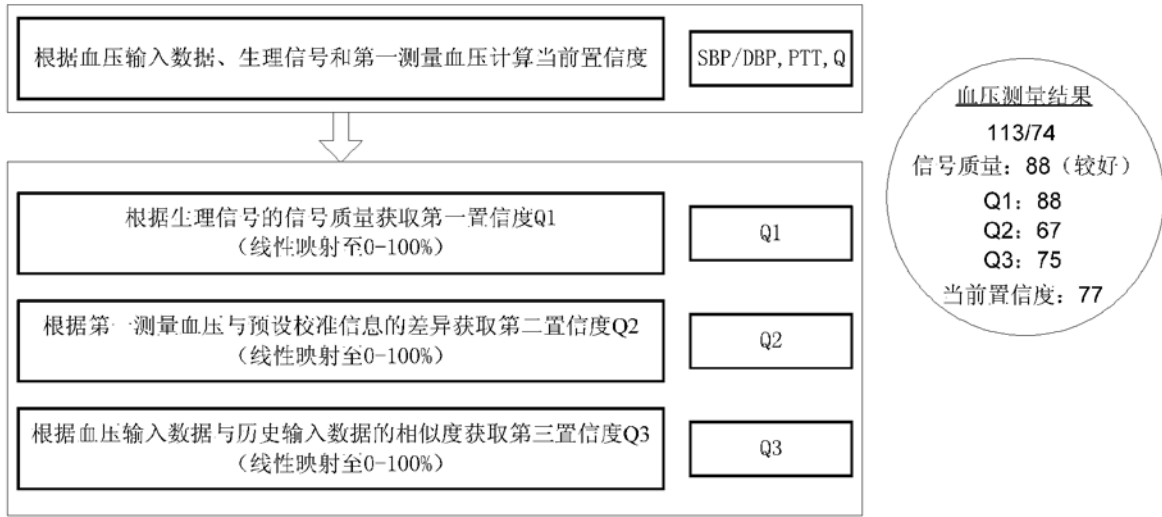 根据血压输入数据、生理信号和第一测量血压计算当前置信度
SBP/DBP,PTT,Q
根据生理信号的信号质量获取第一置信度Q1
(线性映射至0-100%)
Q1
根据第一测量血压与预设校准信息的差异获取第二置信度Q2
(线性映射至0-100%)
Q2
根据血压输入数据与历史输入数据的相似度获取第三置信度Q3
(线性映射至0-100%)
Q3
血压测量结果
113/74
信号质量：88（较好）
Q1：88
Q2：67
Q3：75
当前置信度：77